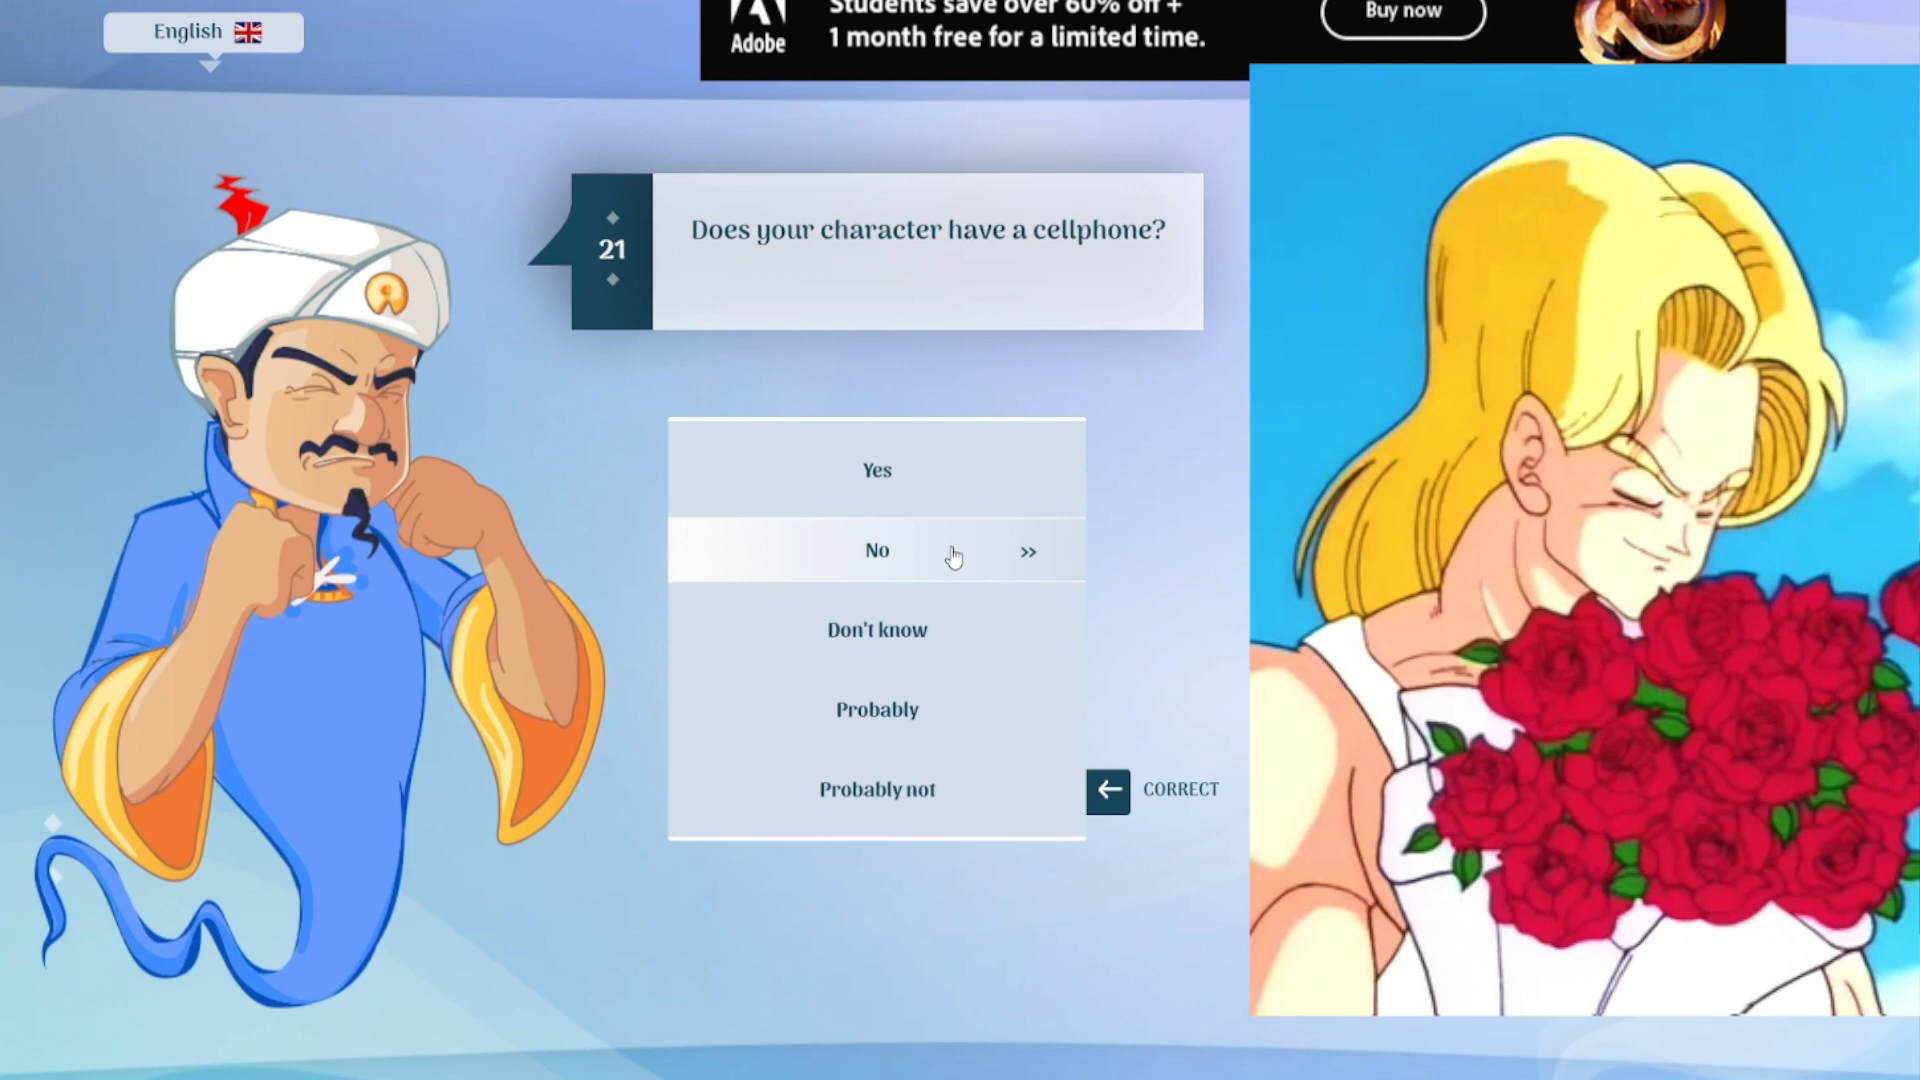 English
Adobe
Students save over 60% off +
1 month free for a limited time.
Buy now
21
Does your character have a cellphone?
Yes
No >>
Don't know
Probably
Probably not
CORRECT